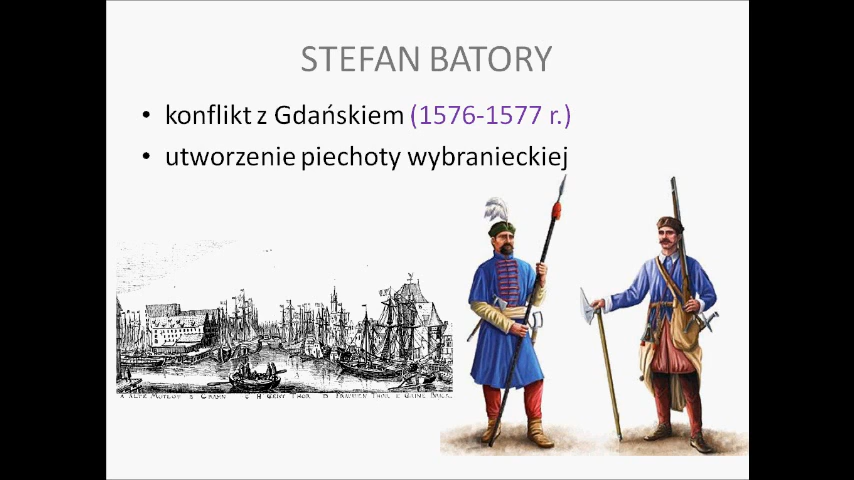 STEFAN BATORY
• konflikt z Gdańskiem (1576-1577 r.)
• utworzenie piechoty wybranieckiej